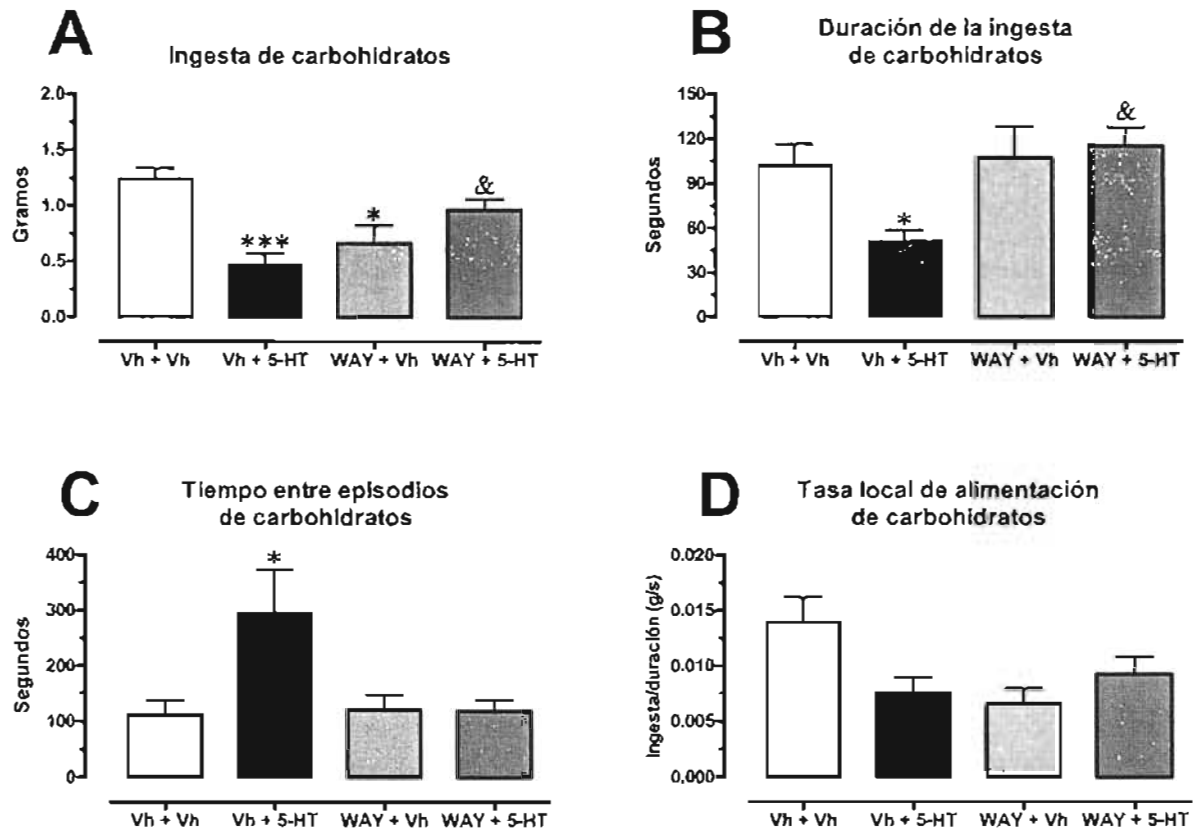 A
Ingesta de carbohidratos
Gramos
2.0
1.5
1.0
0.5
0.0
***
*
&
Vh + Vh
Vh + 5-HT
WAY + Vh
WAY + 5-HT
B
Duración de la ingesta
de carbohidratos
Segundos
150
120
90
60
30
0
*
&
Vh + Vh
Vh + 5-HT
WAY + Vh
WAY + 5-HT
C
Tiempo entre episodios
de carbohidratos
Segundos
400
300
200
100
0
*
Vh + Vh
Vh + 5-HT
WAY + Vh
WAY + 5-HT
D
Tasa local de alimentación
de carbohidratos
Ingesta/duración (g/s)
0.020
0.015
0.010
0.005
0.000
Vh + Vh
Vh + 5-HT
WAY + Vh
WAY + 5-HT